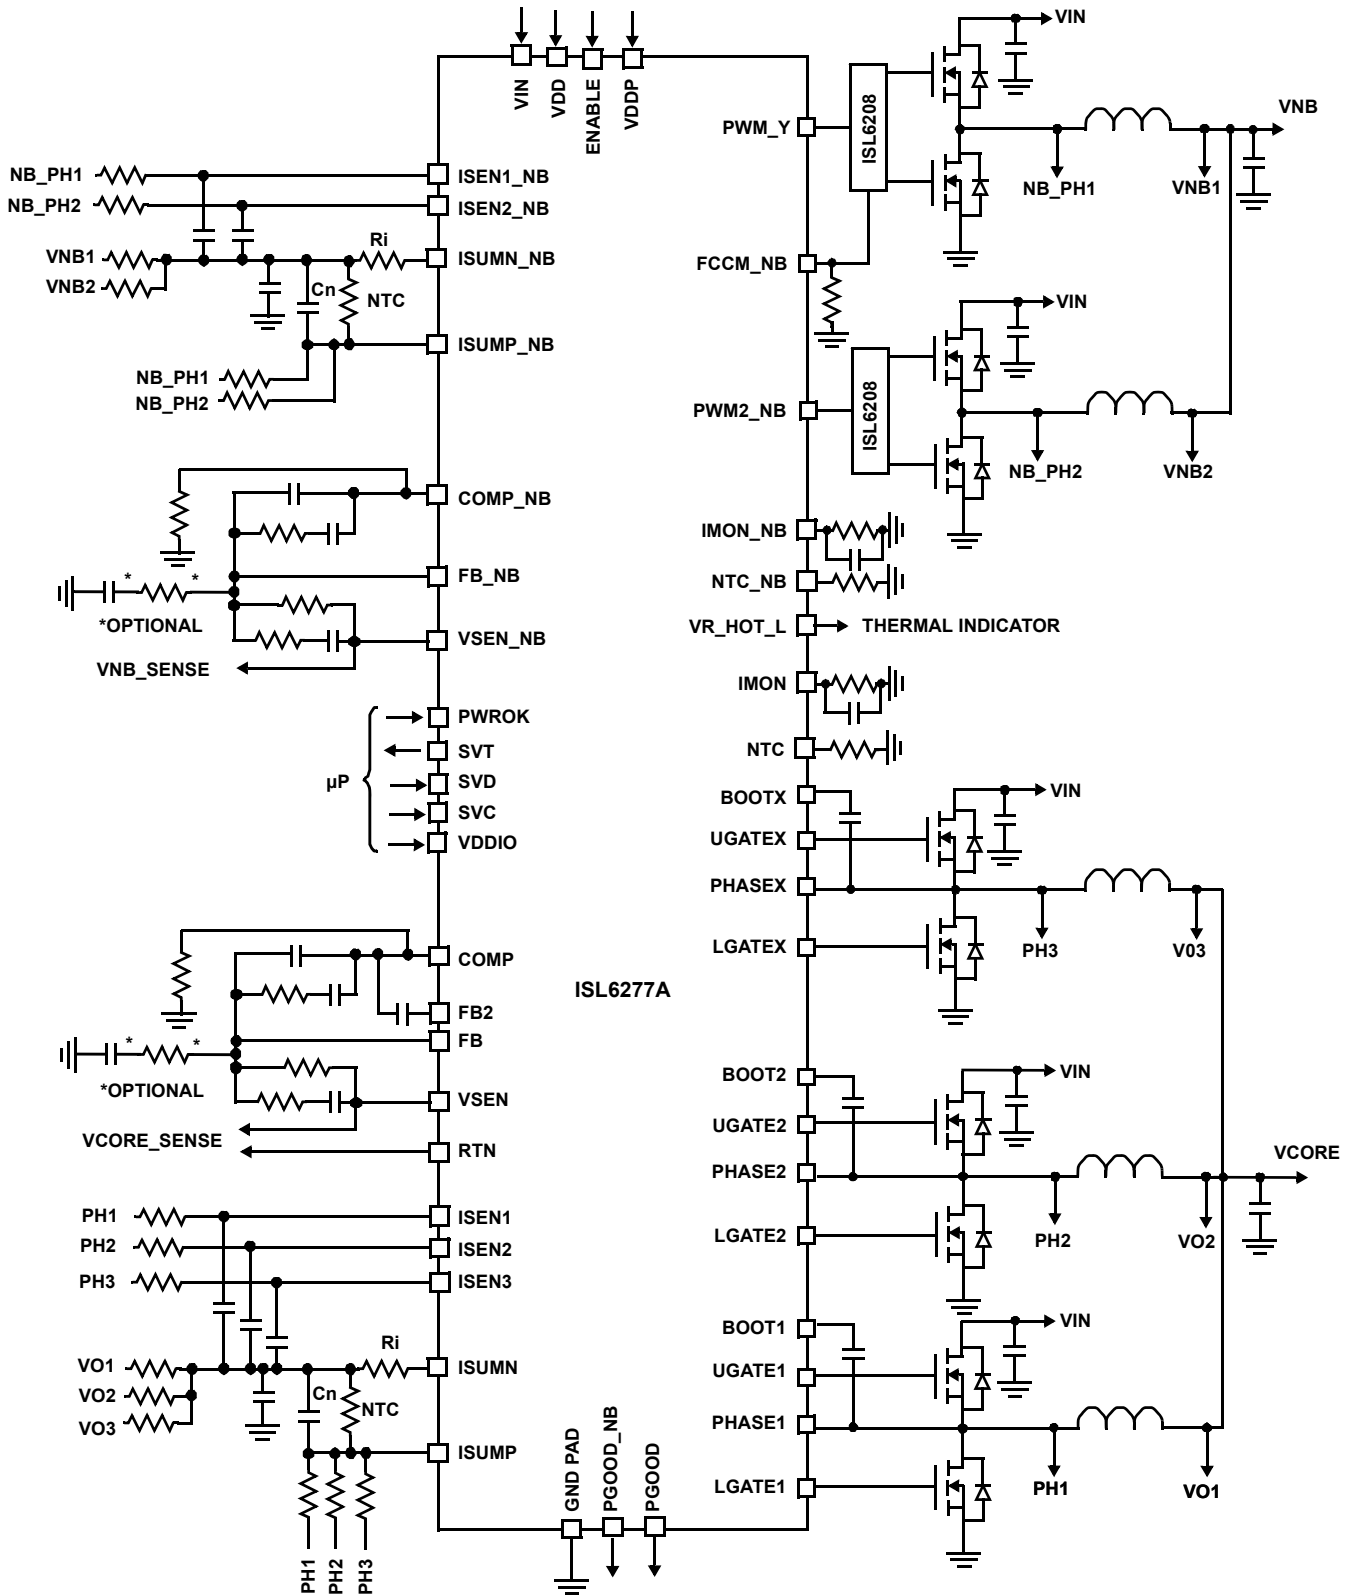 VIN
VDD
ENABLE
VDDP
VIN
PWM_Y
ISL6208
VNB
NB_PH1
VNB1
NB_PH1
ISEN1_NB
NB_PH2
ISEN2_NB
Ri
VNB1
ISUMN_NB
FCCM_NB
VNB2
Cn
NTC
VIN
ISUMP_NB
NB_PH1
NB_PH2
ISL6208
PWM2_NB
NB_PH2
VNB2
COMP_NB
IMON_NB
FB_NB
NTC_NB
*
*
*OPTIONAL
VR_HOT_L
THERMAL INDICATOR
VSEN_NB
VNB_SENSE
IMON
PWROK
SVT
NTC
µP
SVD
BOOTX
VIN
SVC
VDDIO
UGATEX
PHASEX
COMP
LGATEX
PH3
V03
ISL6277A
FB2
FB
*
*
*OPTIONAL
BOOT2
VIN
VSEN
UGATE2
VCORE_SENSE
RTN
PHASE2
VCORE
PH1
ISEN1
PH2
ISEN2
LGATE2
PH2
VO2
PH3
ISEN3
BOOT1
VIN
Ri
VO1
ISUMN
UGATE1
VO2
Cn
NTC
VO3
PHASE1
ISUMP
LGATE1
PH1
VO1
GND PAD
PGOOD_NB
PGOOD
PH1
PH2
PH3